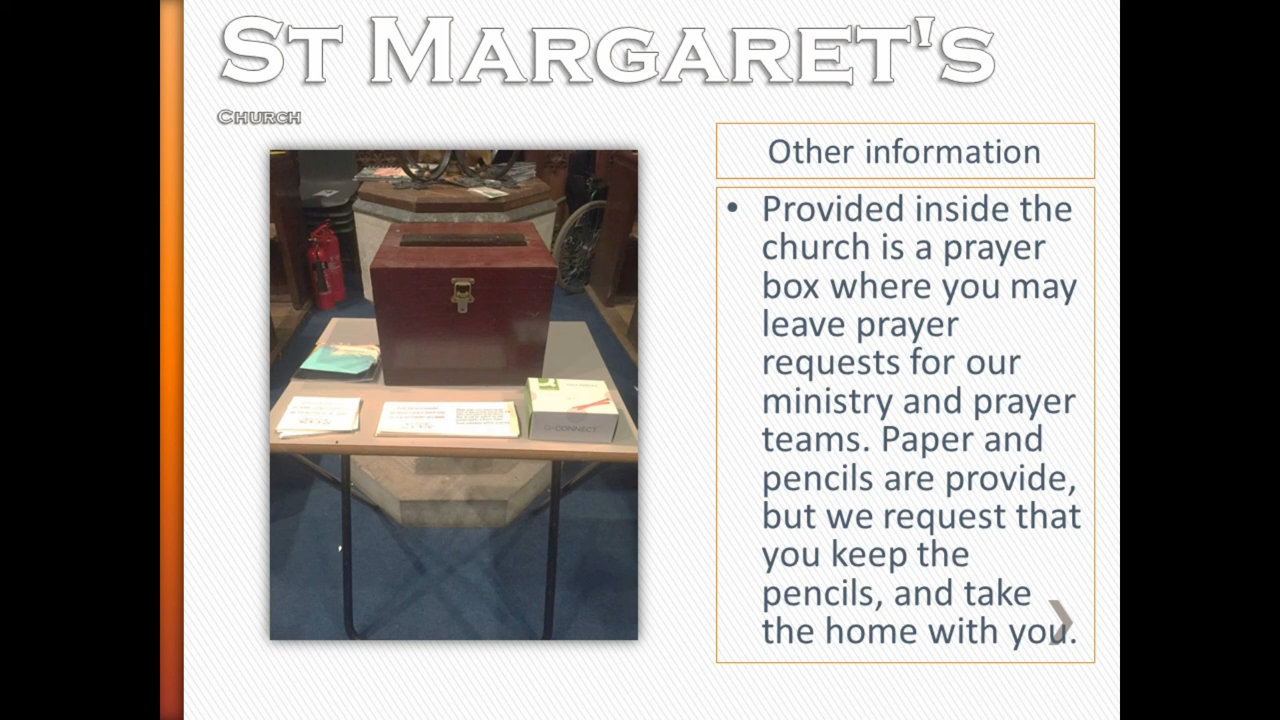 ST MARGARET'S
CHURCH
Other information
• Provided inside the
church is a prayer
box where you may
leave prayer
requests for our
ministry and prayer
teams. Paper and
pencils are provide,
but we request that
you keep the
pencils, and take
the home with you.
Q-CONNECT